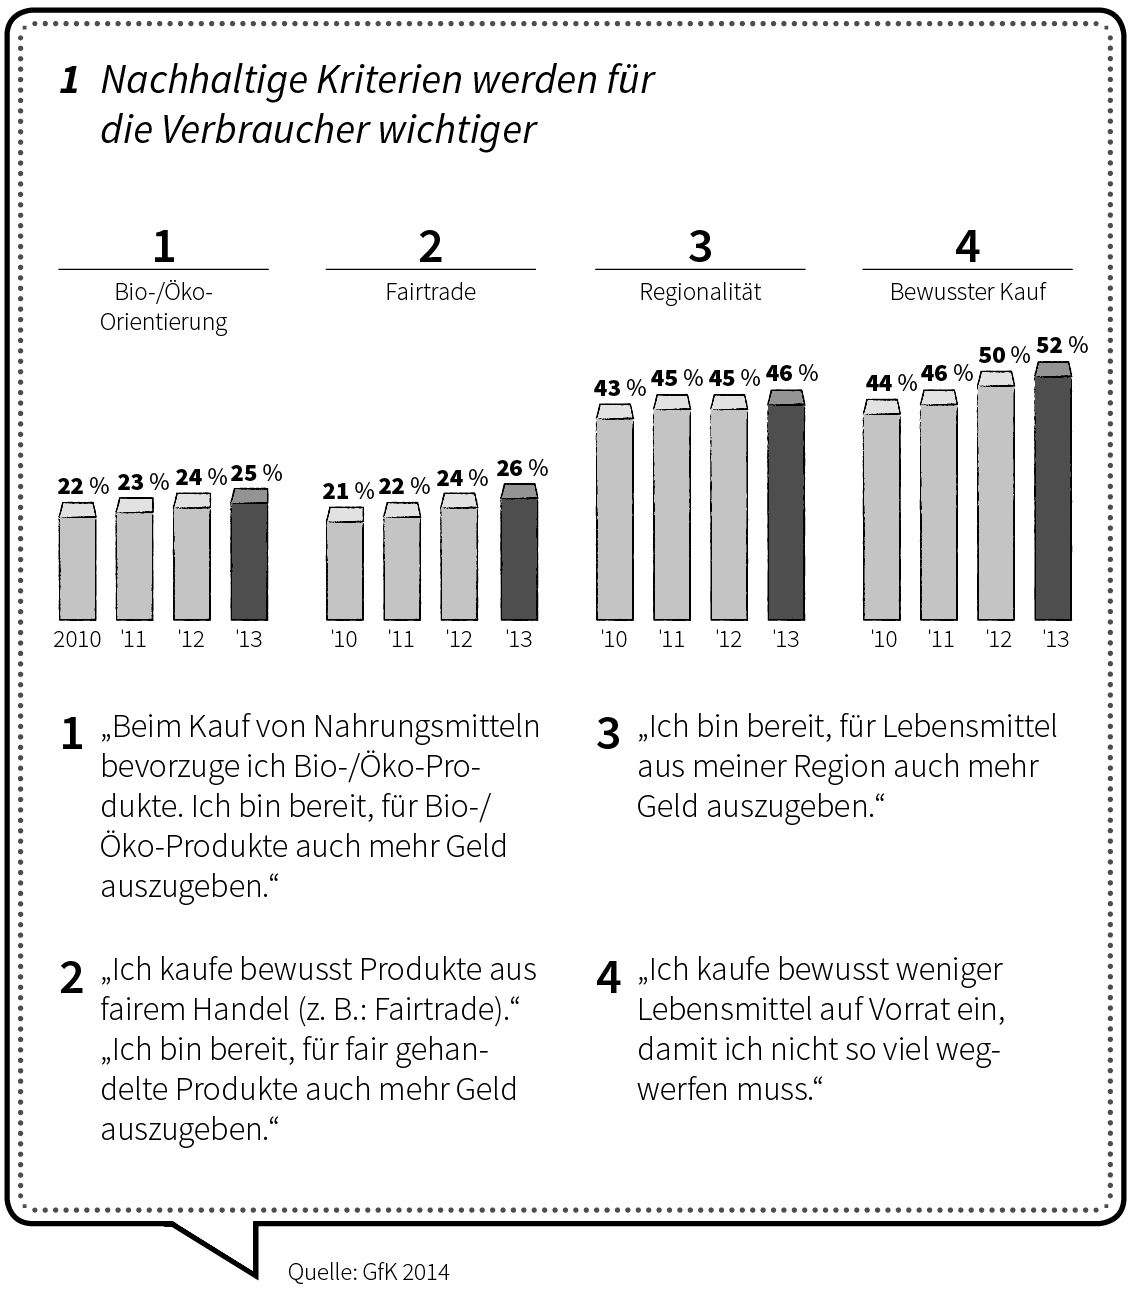 1 Nachhaltige Kriterien werden für
die Verbraucher wichtiger
1
Bio-/Öko-
Orientierung
22 % 23 % 24 % 25 %
2010 '11 '12 '13
2
Fairtrade
21 % 22 % 24 % 26 %
'10 '11 '12 '13
3
Regionalität
43 % 45 % 45 % 46 %
'10 '11 '12 '13
4
Bewusster Kauf
44 % 46 % 50 % 52 %
'10 '11 '12 '13
1 „Beim Kauf von Nahrungsmitteln
bevorzuge ich Bio-/Öko-Pro-
dukte. Ich bin bereit, für Bio-/
Öko-Produkte auch mehr Geld
auszugeben.“
2 „Ich kaufe bewusst Produkte aus
fairem Handel (z. B.: Fairtrade).“
„Ich bin bereit, für fair gehan-
delte Produkte auch mehr Geld
auszugeben.“
3 „Ich bin bereit, für Lebensmittel
aus meiner Region auch mehr
Geld auszugeben.“
4 „Ich kaufe bewusst weniger
Lebensmittel auf Vorrat ein,
damit ich nicht so viel weg-
werfen muss.“
Quelle: GfK 2014